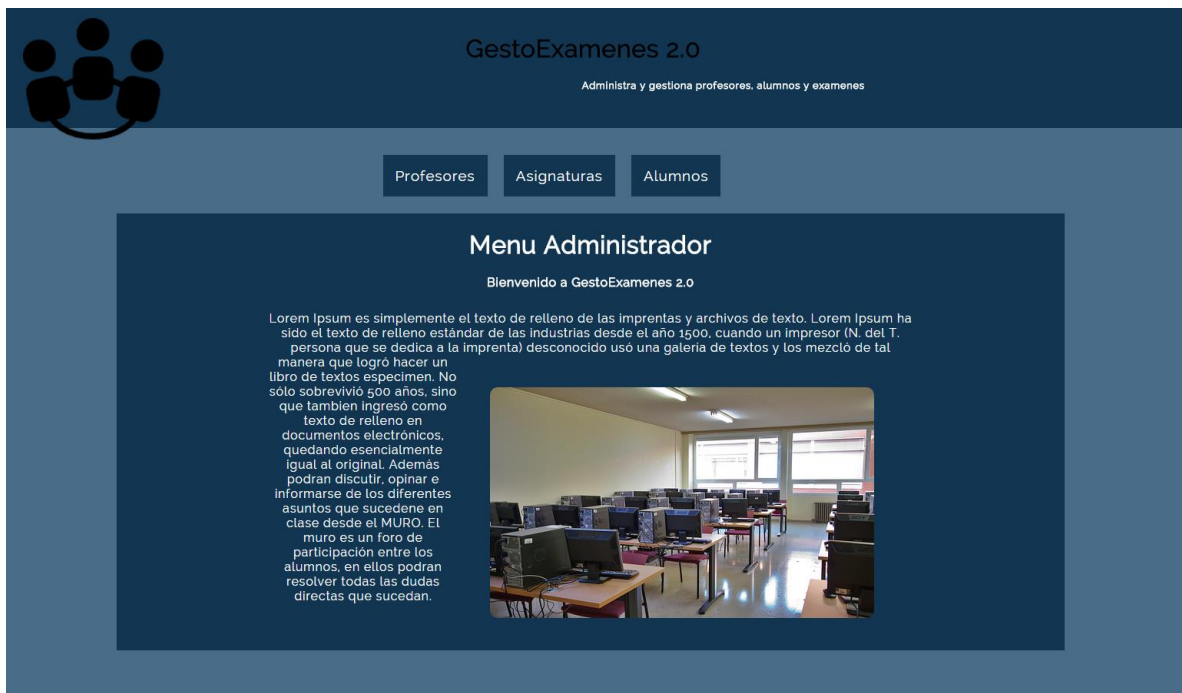 GestoExamenes 2.0
Administra y gestiona profesores, alumnos y examenes
Profesores
Asignaturas
Alumnos
Menu Administrador
BIenvenido a GestoExamenes 2.0
Lorem Ipsum es simplemente el texto de relleno de las imprentas y archivos de texto. Lorem Ipsum ha
sido el texto de relleno estándar de las industrias desde el año 1500, cuando un impresor (N. del T.
persona que se dedica a la imprenta) desconocido usó una galería de textos y los mezcló de tal
manera que logró hacer un
libro de textos especimen. No
sólo sobrevivió 500 años, sino
que tambien ingresó como
texto de relleno en
documentos electrónicos,
quedando esencialmente
igual al original. Además
podran discutir, opinar e
informarse de los diferentes
asuntos que sucedene en
clase desde el MURO. El
muro es un foro de
participación entre los
alumnos, en ellos podran
resolver todas las dudas
directas que sucedan.